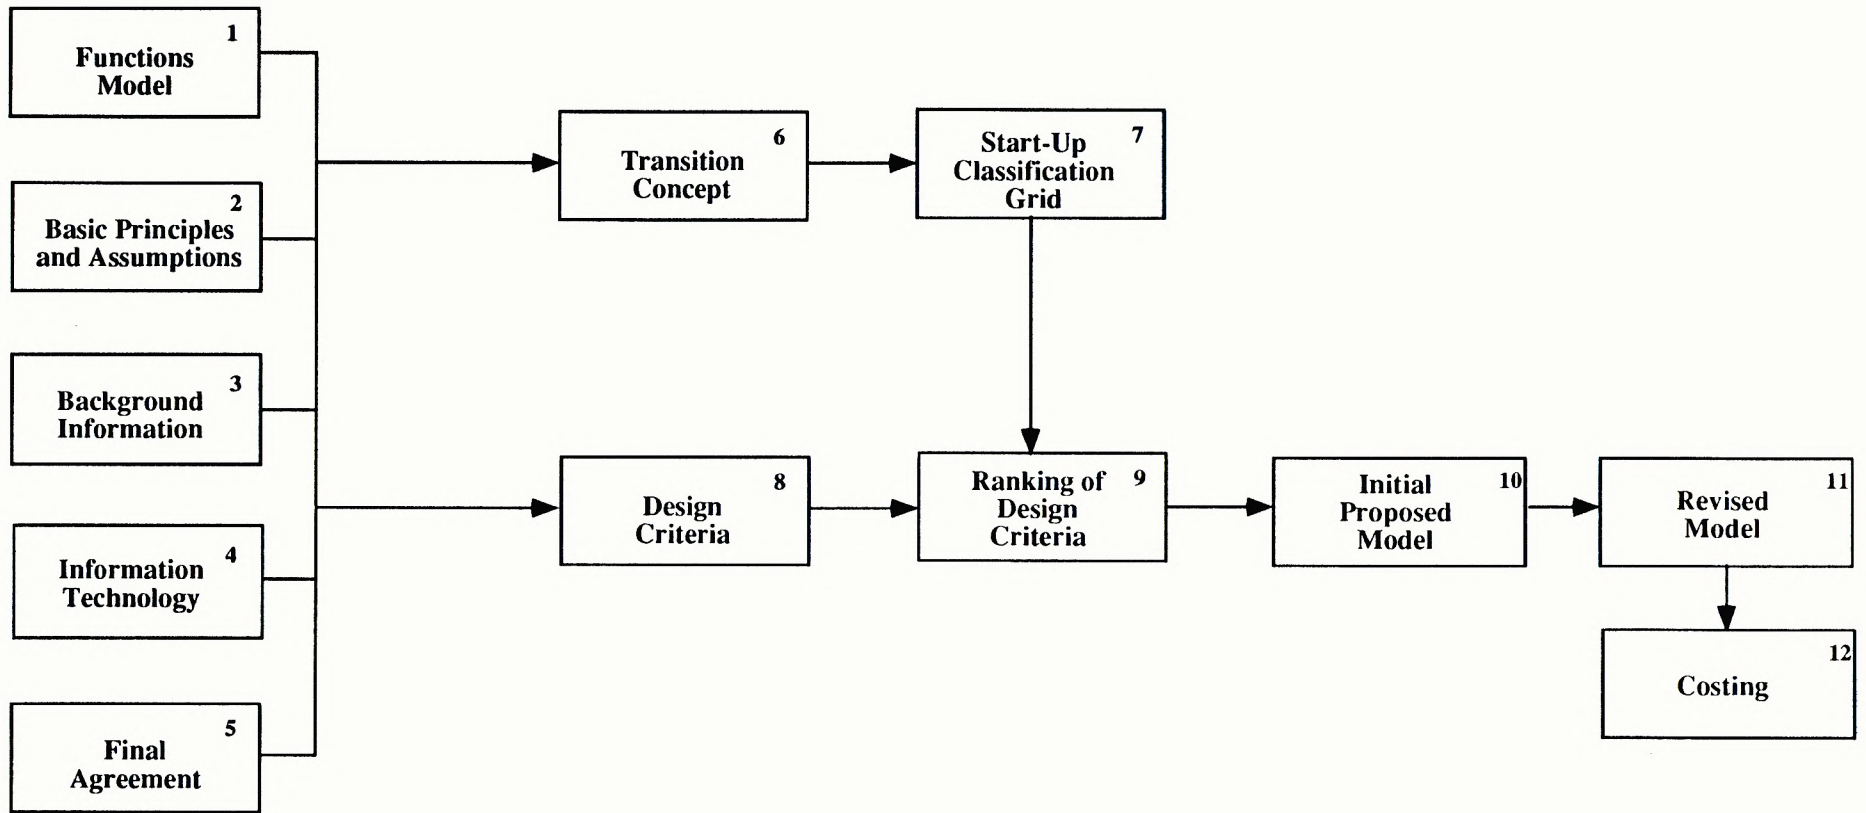 1
Functions
Model
2
Basic Principles
and Assumptions
3
Background
Information
4
Information
Technology
5
Final
Agreement
6
Transition
Concept
7
Start-Up
Classification
Grid
8
Design
Criteria
9
Ranking of
Design
Criteria
10
Initial
Proposed
Model
11
Revised
Model
12
Costing